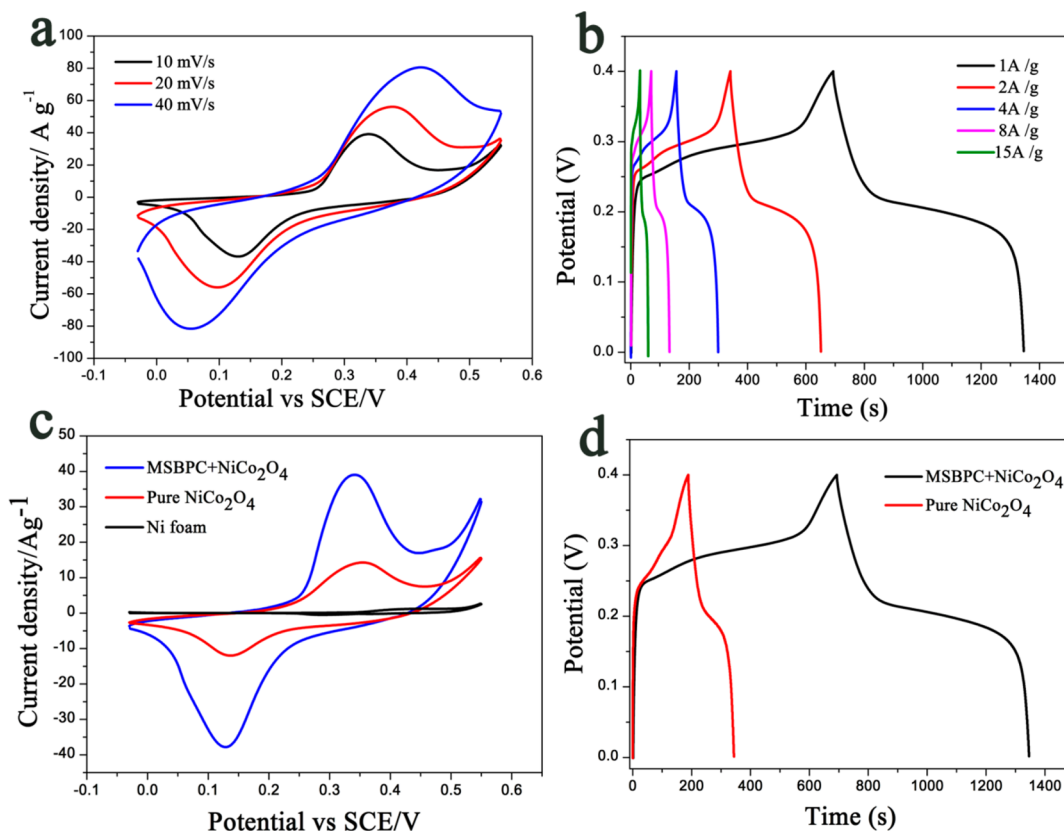 a
10 mV/s
20 mV/s
40 mV/s
Current density/ A g⁻¹
100
80
60
40
20
0
-20
-40
-60
-80
-100
-0.1 0.0 0.1 0.2 0.3 0.4 0.5 0.6
Potential vs SCE/V
b
1A /g
2A /g
4A /g
8A /g
15A /g
Potential (V)
0.4
0.3
0.2
0.1
0.0
0 200 400 600 800 1000 1200 1400
Time (s)
c
MSBPC+NiCo₂O₄
Pure NiCo₂O₄
Ni foam
Current density/Ag⁻¹
50
40
30
20
10
0
-10
-20
-30
-40
0.0 0.1 0.2 0.3 0.4 0.5 0.6
Potential vs SCE/V
d
MSBPC+NiCo₂O₄
Pure NiCo₂O₄
Potential (V)
0.4
0.3
0.2
0.1
0.0
0 200 400 600 800 1000 1200 1400
Time (s)